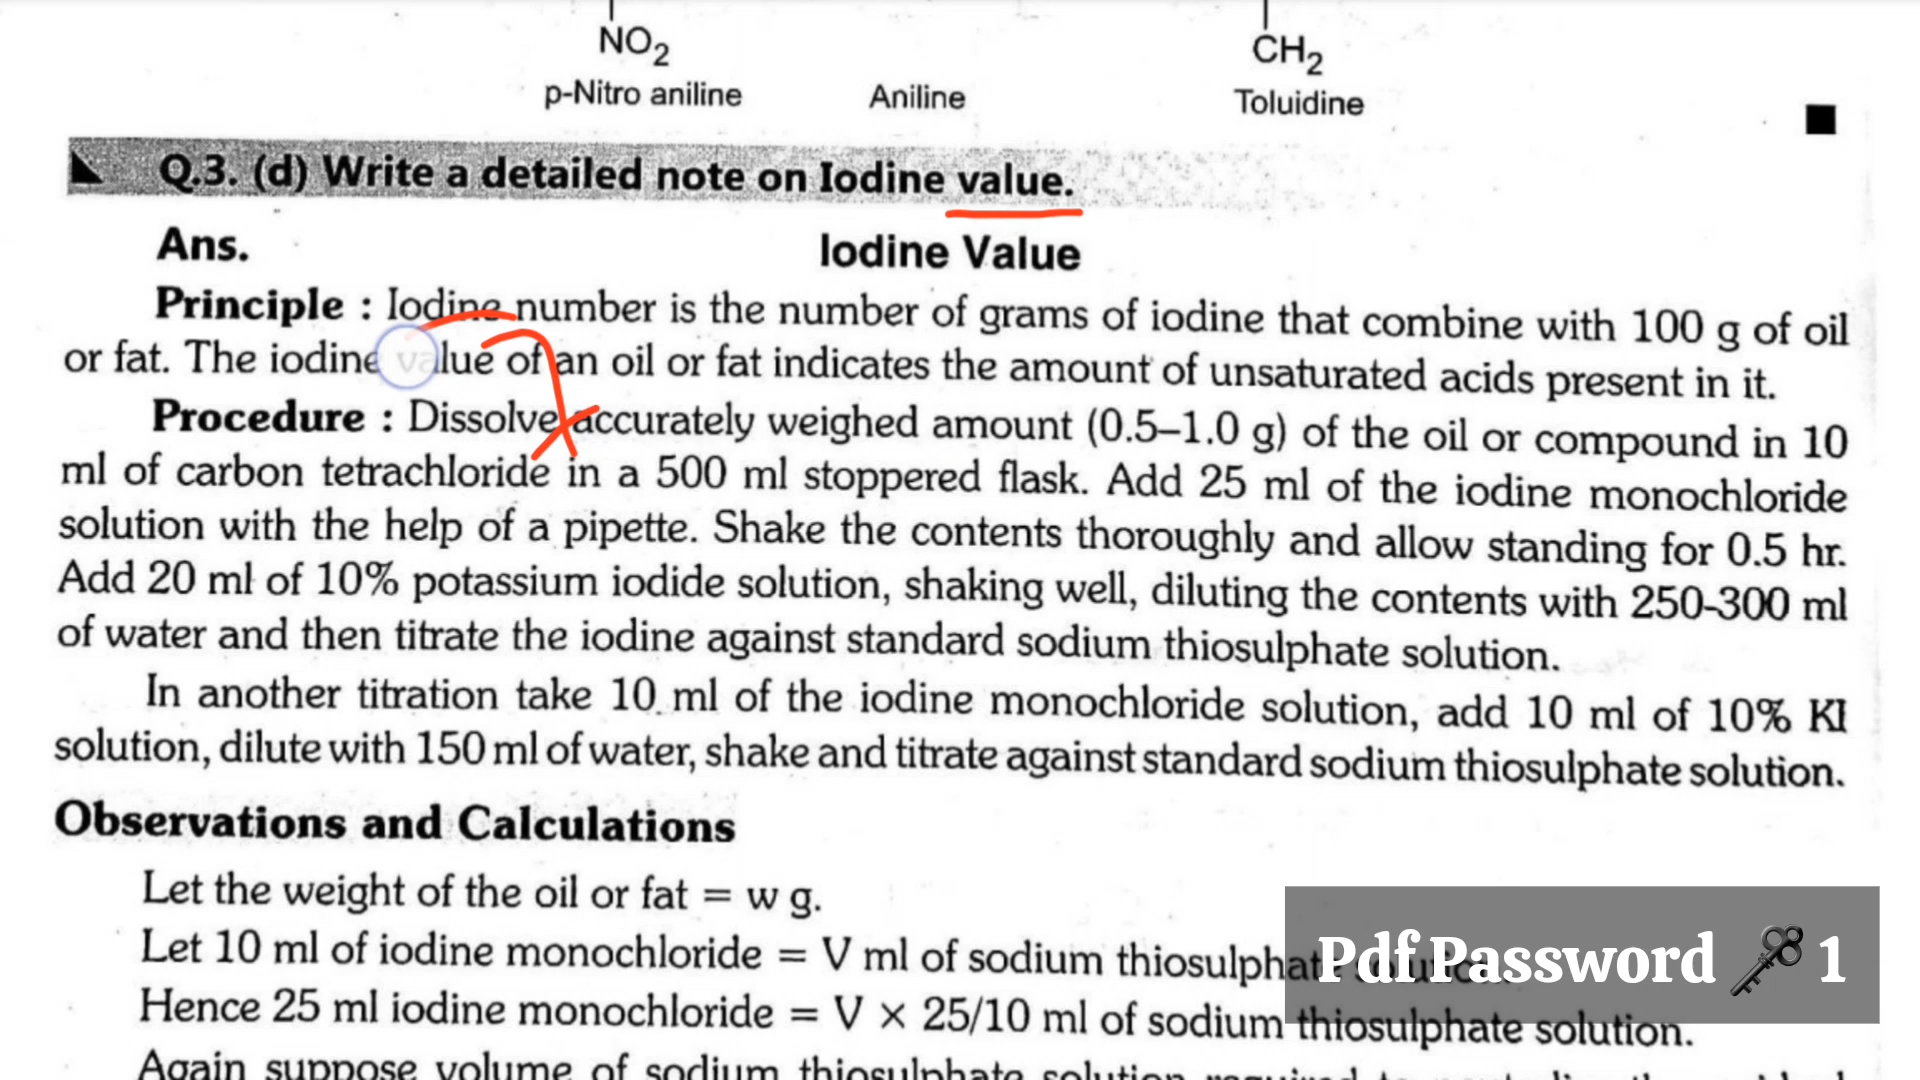 NO2
CH2
p-Nitro aniline Aniline Toluidine
Q.3. (d) Write a detailed note on Iodine value.
Ans. Iodine Value
Principle : Iodine number is the number of grams of iodine that combine with 100 g of oil
or fat. The iodine value of an oil or fat indicates the amount of unsaturated acids present in it.
Procedure : Dissolve accurately weighed amount (0.5–1.0 g) of the oil or compound in 10
ml of carbon tetrachloride in a 500 ml stoppered flask. Add 25 ml of the iodine monochloride
solution with the help of a pipette. Shake the contents thoroughly and allow standing for 0.5 hr.
Add 20 ml of 10% potassium iodide solution, shaking well, diluting the contents with 250-300 ml
of water and then titrate the iodine against standard sodium thiosulphate solution.
In another titration take 10 ml of the iodine monochloride solution, add 10 ml of 10% KI
solution, dilute with 150 ml of water, shake and titrate against standard sodium thiosulphate solution.
Observations and Calculations
Let the weight of the oil or fat = w g.
Let 10 ml of iodine monochloride = V ml of sodium thiosulphate
Hence 25 ml iodine monochloride = V × 25/10 ml of sodium thiosulphate solution.
Again suppose volume of sodium thiosulphate solution required to
Pdf Password 1